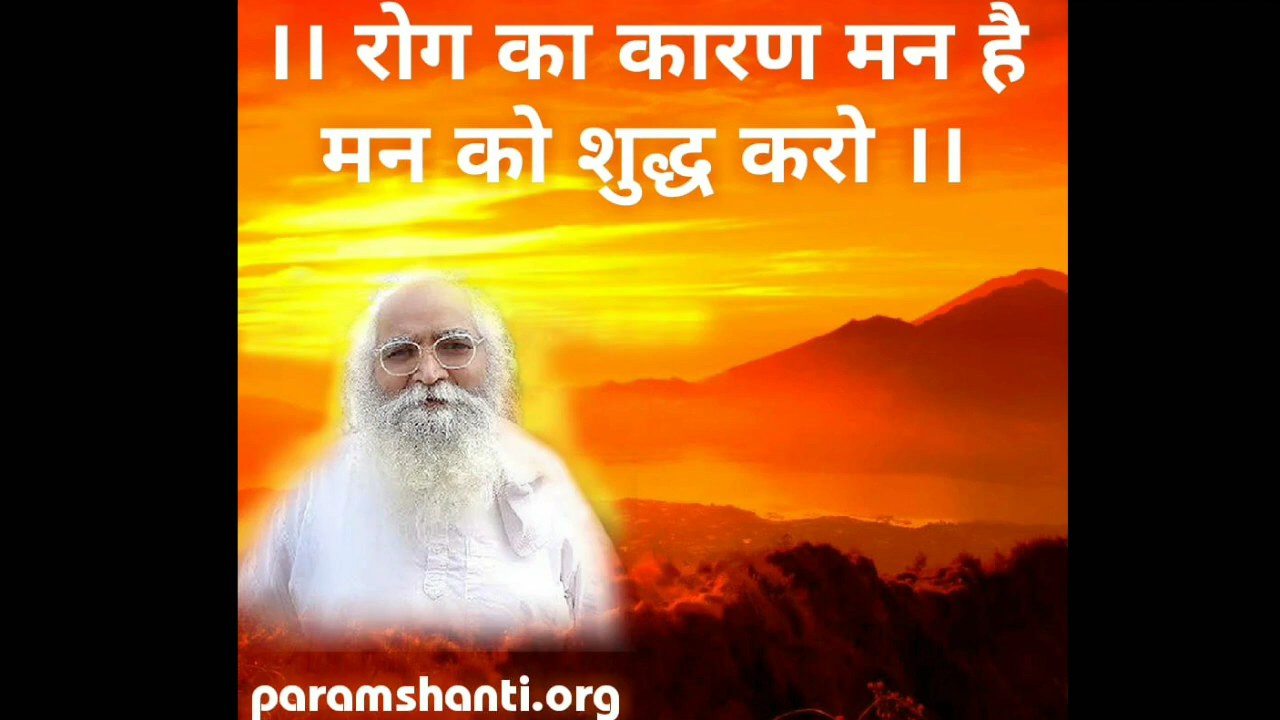 ।। रोग का कारण मन है
मन को शुद्ध करो ।।
paramshanti.org